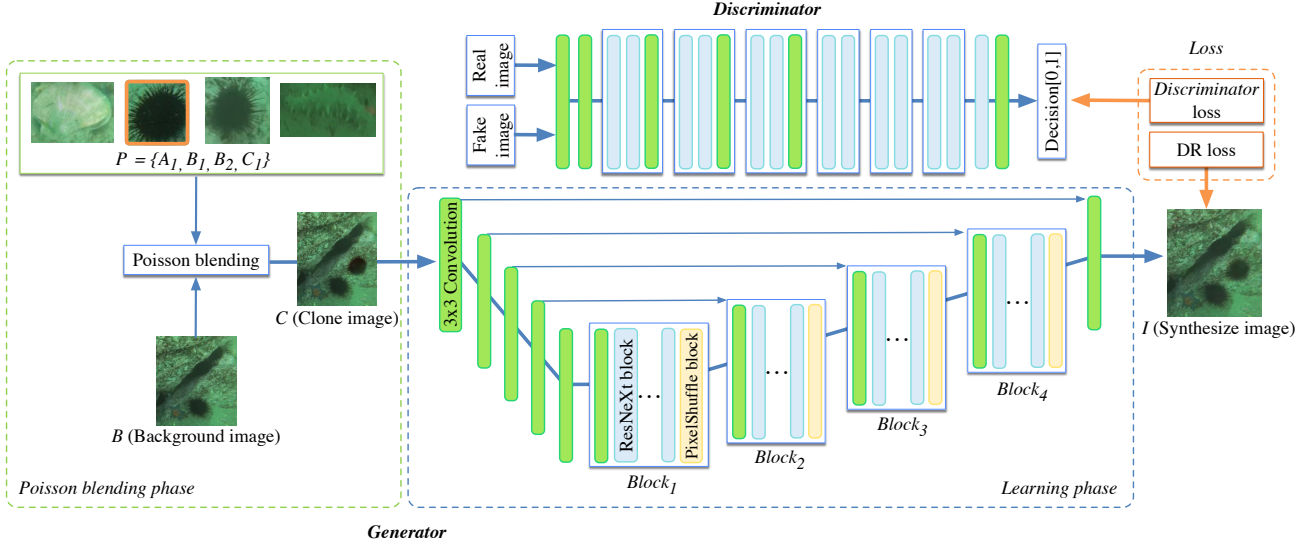 Discriminator
Real
image
Fake
image
Decision[0,1]
Loss
Discriminator
loss
DR loss
P = {A1, B1, B2, C1}
Poisson blending
C (Clone image)
B (Background image)
Poisson blending phase
3x3 Convolution
ResNeXt block
...
PixelShuffle block
Block1
...
Block2
...
Block3
...
Block4
I (Synthesize image)
Learning phase
Generator